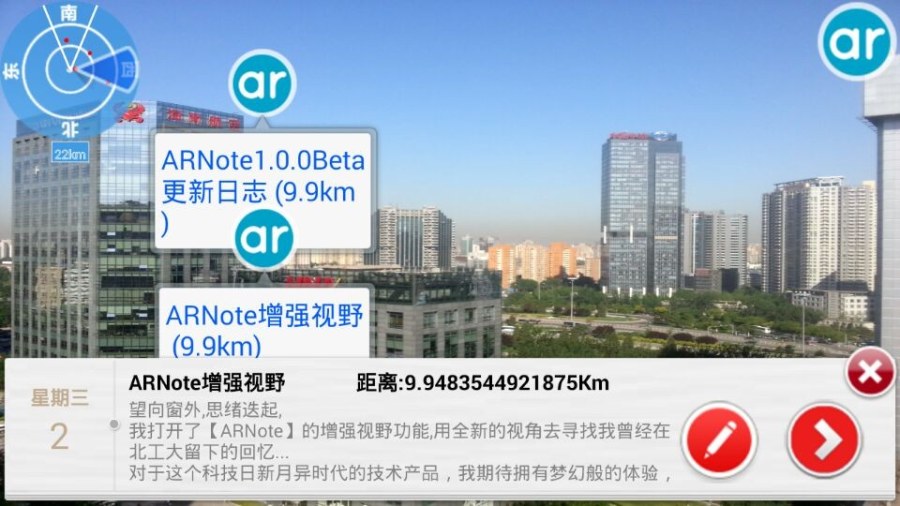 南
东
西
北
22km
ar
ar
ARNote1.0.0Beta
更新日志 (9.9km
)
ar
ARNote增强视野
(9.9km)
ARNote增强视野 距离:9.9483544921875Km
星期三
2
望向窗外,思绪迭起,
我打开了【ARNote】的增强视野功能,用全新的视角去寻找我曾经在
北工大留下的回忆...
对于这个科技日新月异时代的技术产品，我期待拥有梦幻般的体验，